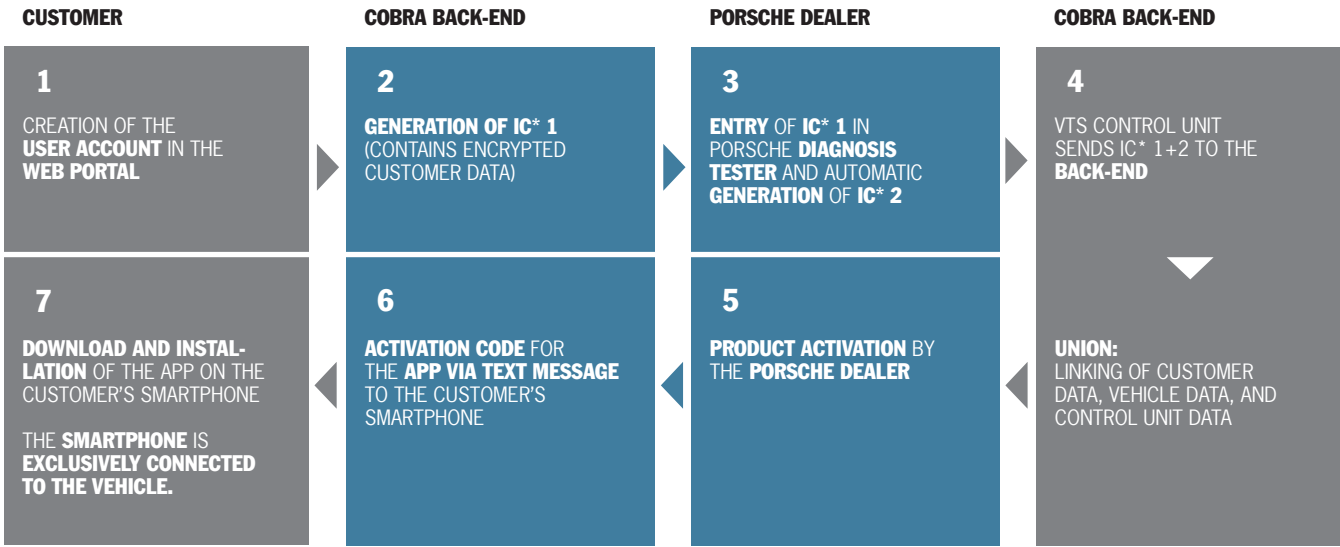 CUSTOMER
COBRA BACK-END
PORSCHE DEALER
COBRA BACK-END
1
CREATION OF THE
USER ACCOUNT IN THE
WEB PORTAL
2
GENERATION OF IC* 1
(CONTAINS ENCRYPTED
CUSTOMER DATA)
3
ENTRY OF IC* 1 IN
PORSCHE DIAGNOSIS
TESTER AND AUTOMATIC
GENERATION OF IC* 2
4
VTS CONTROL UNIT
SENDS IC* 1+2 TO THE
BACK-END
7
DOWNLOAD AND INSTAL-
LATION OF THE APP ON THE
CUSTOMER'S SMARTPHONE
THE SMARTPHONE IS
EXCLUSIVELY CONNECTED
TO THE VEHICLE.
6
ACTIVATION CODE FOR
THE APP VIA TEXT MESSAGE
TO THE CUSTOMER'S
SMARTPHONE
5
PRODUCT ACTIVATION BY
THE PORSCHE DEALER
UNION:
LINKING OF CUSTOMER
DATA, VEHICLE DATA, AND
CONTROL UNIT DATA